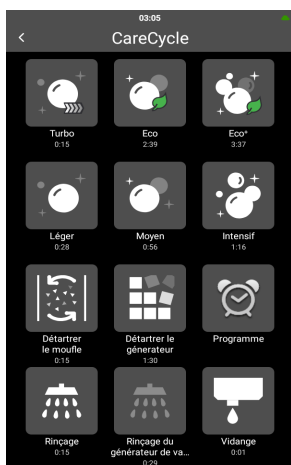 03:05
CareCycle
Turbo
0:15
Eco
2:39
Eco⁺
3:37
Léger
0:28
Moyen
0:56
Intensif
1:16
Détartrer
le moufle
0:15
Détartrer le
génerateur
1:30
Programme
Rinçage
0:15
Rinçage du
générateur de va...
0:29
Vidange
0:01